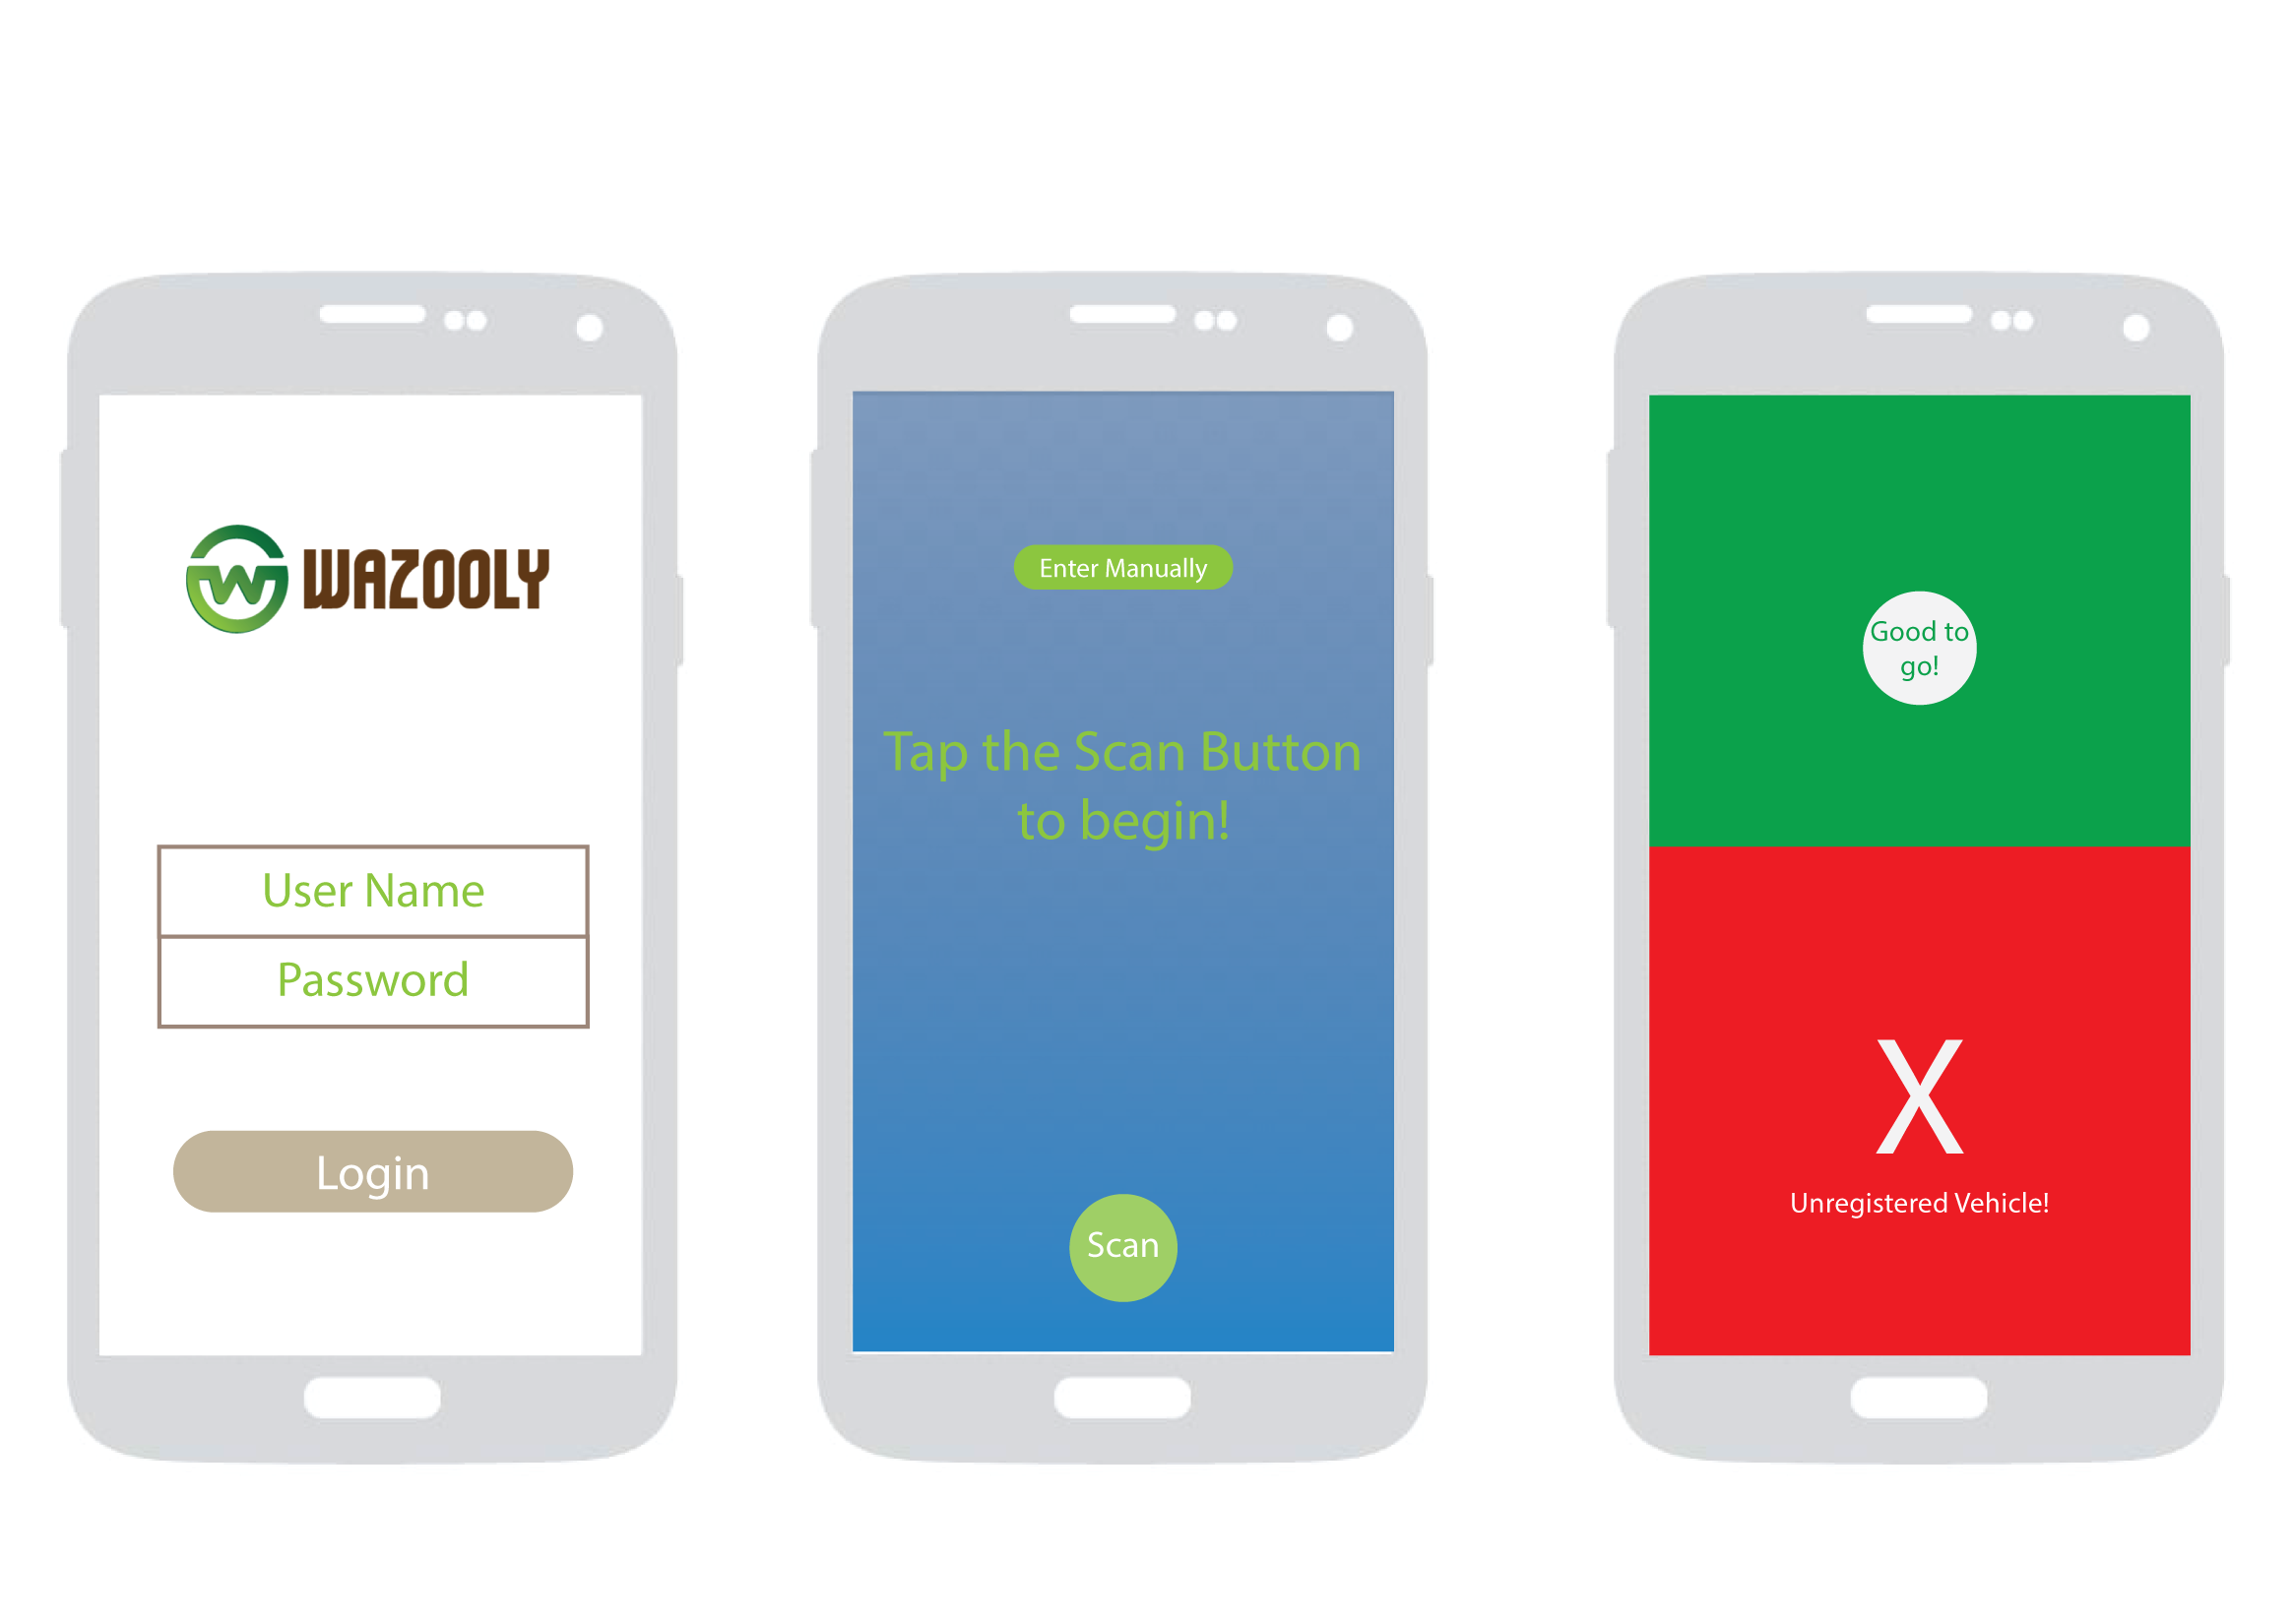 WAZOOLY
User Name
Password
Login
Enter Manually
Tap the Scan Button
to begin!
Scan
Good to
go!
X
Unregistered Vehicle!